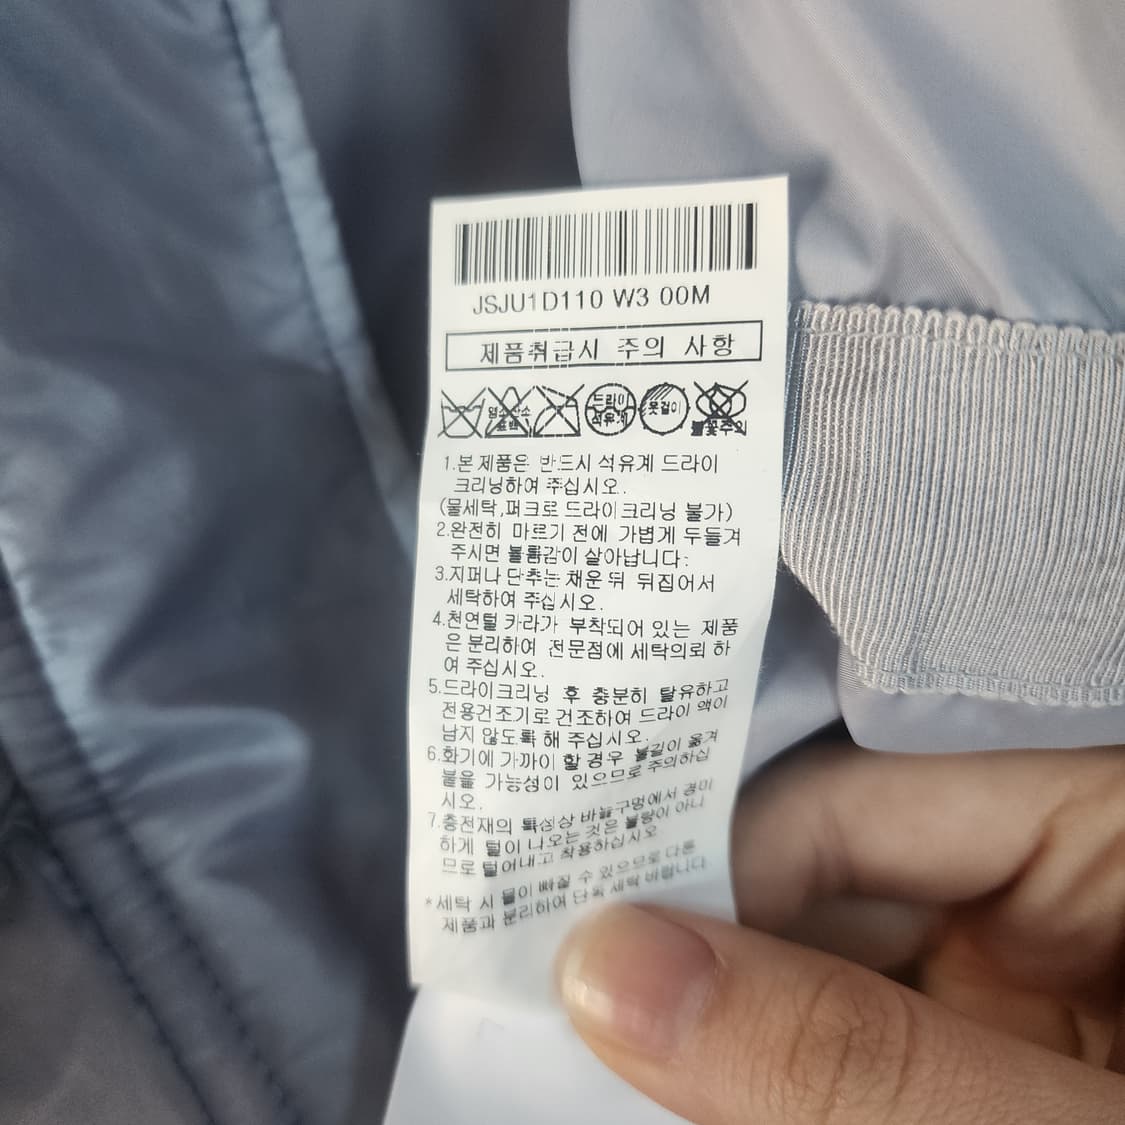 JSJU1D110 W3 00M
제품취급시 주의 사항
염소산소
표백
드라이
석유계
옷걸이
불꽃주의
1.본 제품은 반드시 석유계 드라이
크리닝하여 주십시오.
(물세탁,퍼크로 드라이크리닝 불가)
2.완전히 마르기 전에 가볍게 두들겨
주시면 볼륨감이 살아납니다.
3.지퍼나 단추는 채운 뒤 뒤집어서
세탁하여 주십시오.
4.천연털 카라가 부착되어 있는 제품
은 분리하여 전문점에 세탁의뢰 하
여 주십시오.
5.드라이크리닝 후 충분히 탈유하고
전용건조기로 건조하여 드라이 액이
남지 않도록 해 주십시오.
6.화기에 가까이 할 경우 불길이 옮겨
붙을 가능성이 있으므로 주의하십
시오.
7.충전재의 특성상 바늘구멍에서 경미
하게 털이 나오는 것은 불량이 아니
므로 털어내고 착용하십시오
*세탁 시 물이 빠질 수 있으므로 다른
제품과 분리하여 단독 세탁 바랍니다